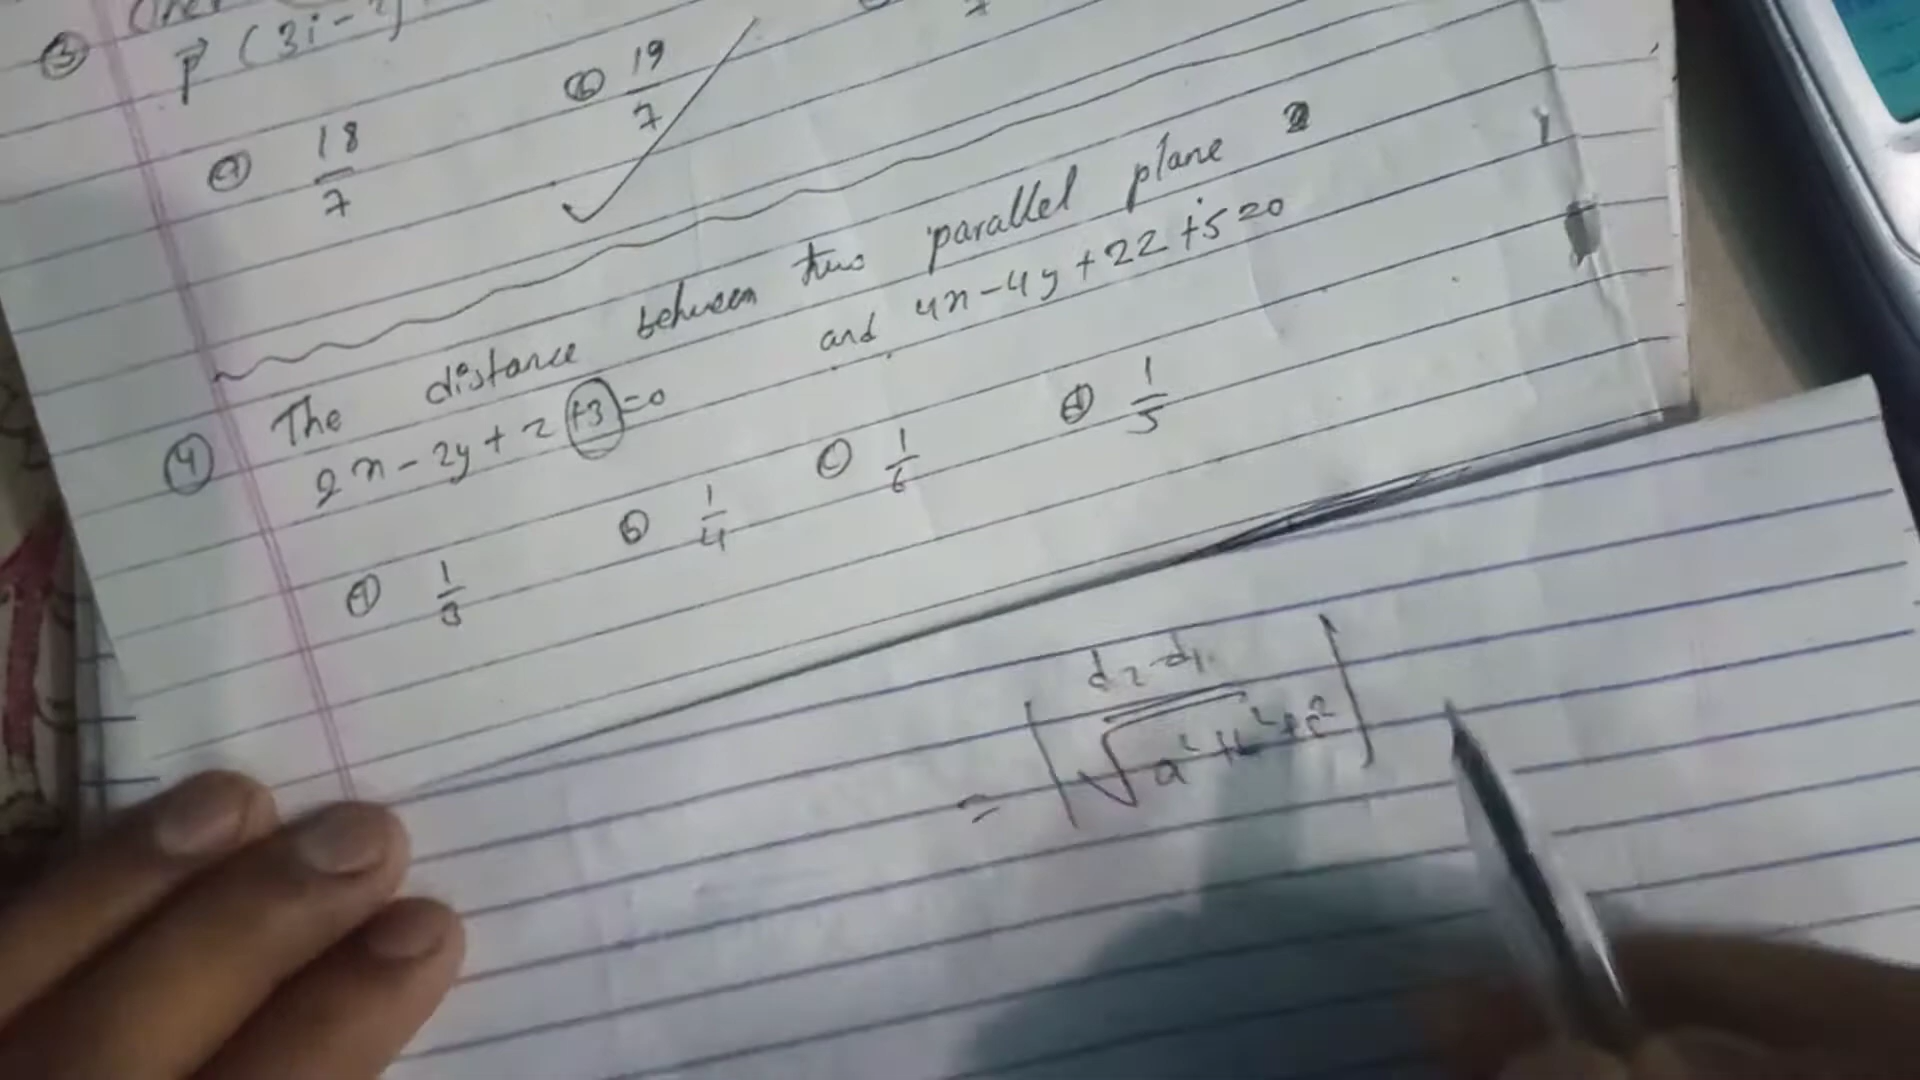 ③ p⃗ (3i-
ⓐ 18/7 ⓑ 19/7
④ The distance between two parallel plane
2x-2y+z+3=0 and 4x-4y+2z+5=0
ⓐ 1/3 ⓑ 1/4 ⓒ 1/6 ⓓ 1/5
= | d₂-d₁ / √a²+b²+c² |